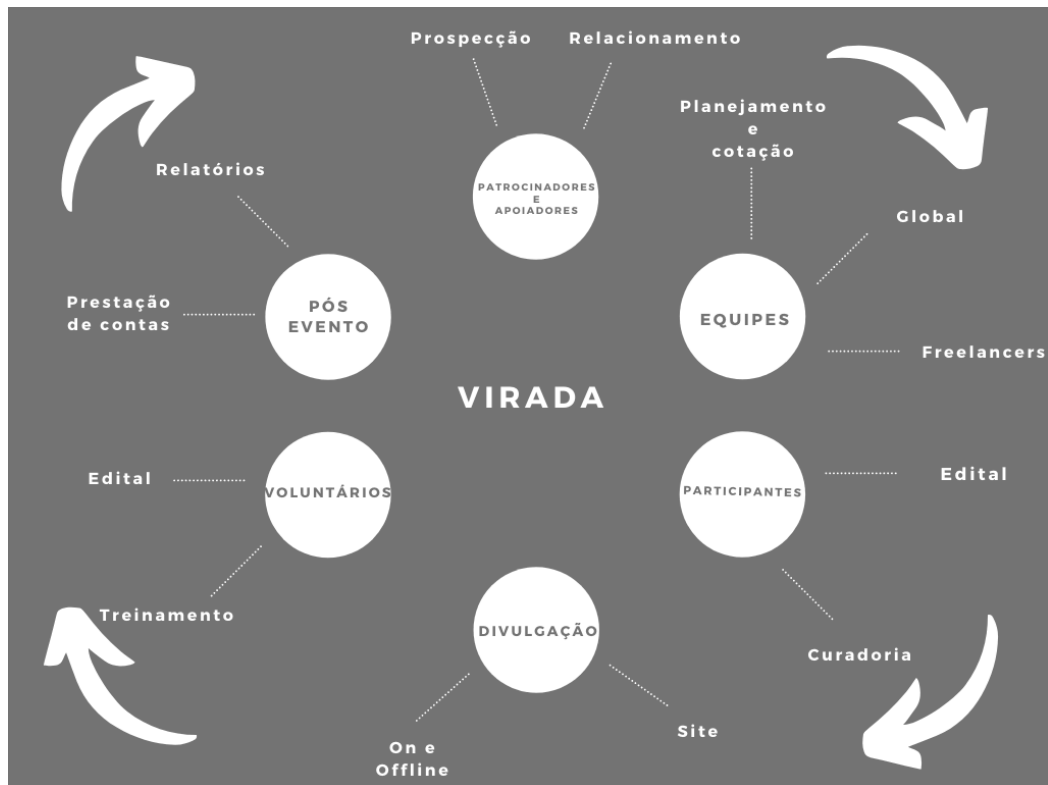 Prospecção
Relacionamento
PATROCINADORES
E
APOIADORES
Planejamento
e
cotação
Global
EQUIPES
Freelancers
Edital
PARTICIPANTES
Curadoria
DIVULGAÇÃO
Site
On e
Offline
VOLUNTÁRIOS
Edital
Treinamento
PÓS
EVENTO
Relatórios
Prestação
de contas
VIRADA